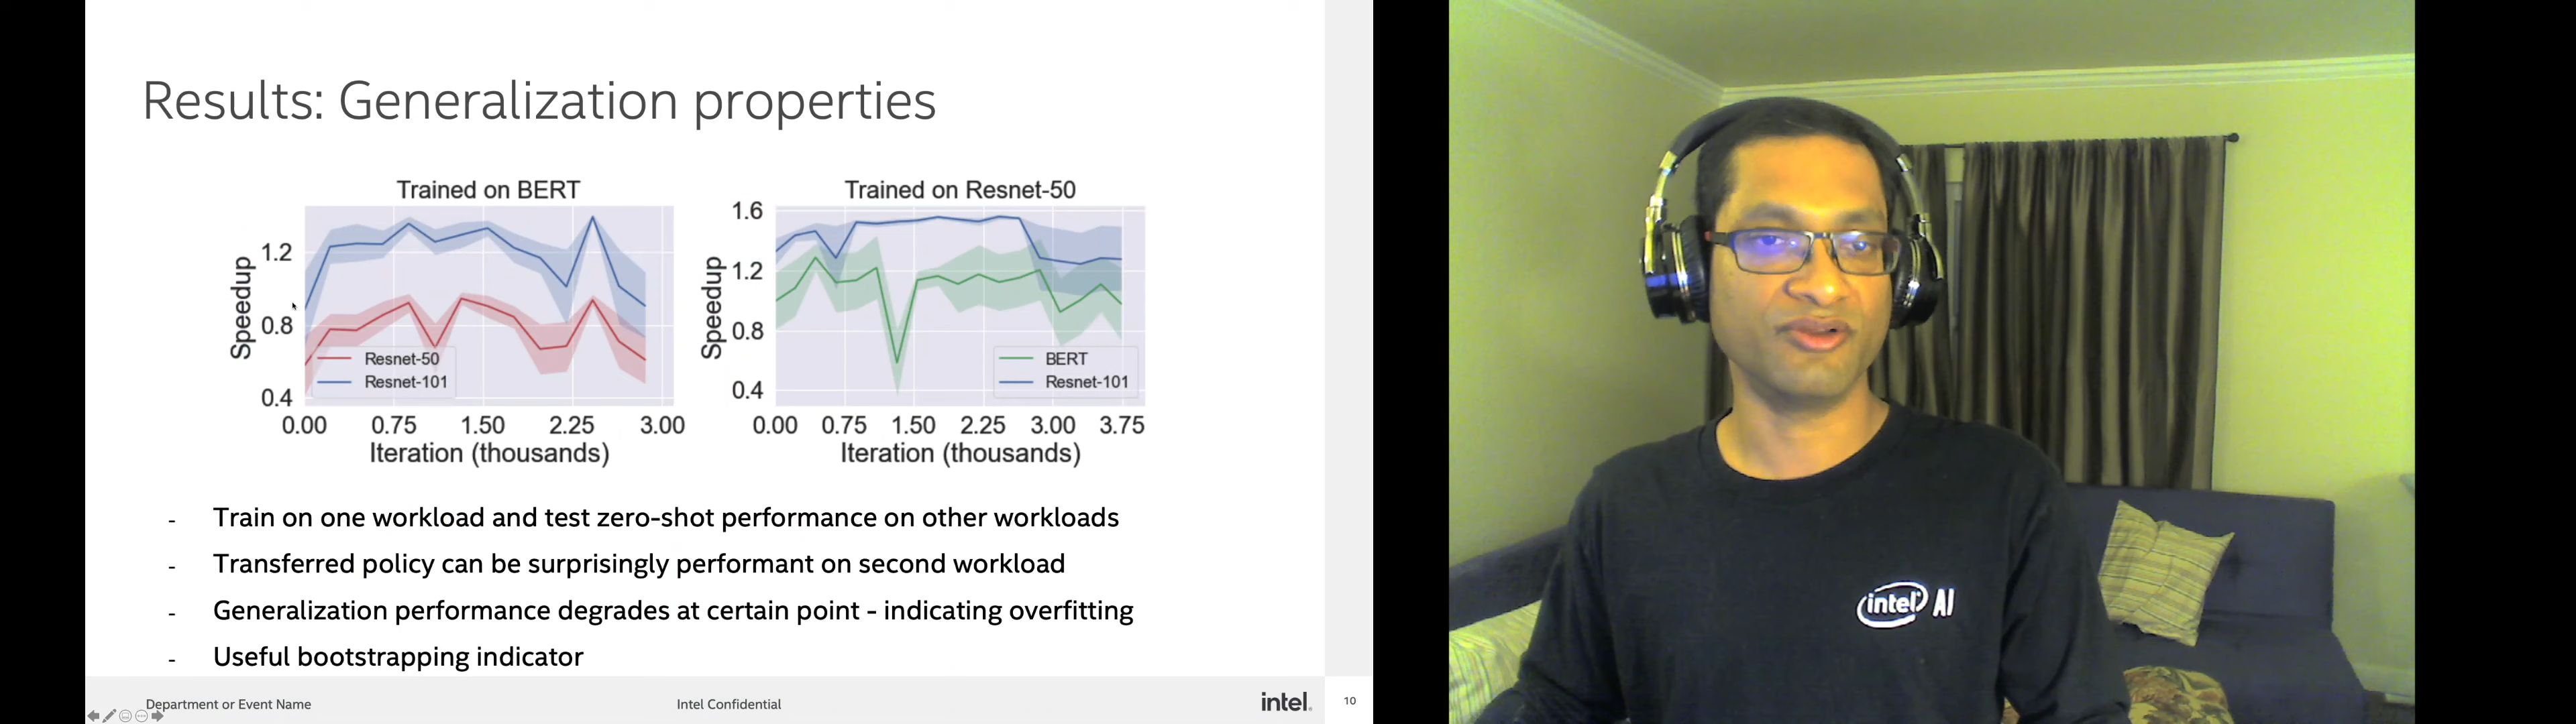 Results: Generalization properties
Trained on BERT
Speedup
1.2
0.8
0.4
Resnet-50
Resnet-101
0.00 0.75 1.50 2.25 3.00
Iteration (thousands)
Trained on Resnet-50
Speedup
1.6
1.2
0.8
0.4
BERT
Resnet-101
0.00 0.75 1.50 2.25 3.00 3.75
Iteration (thousands)
- Train on one workload and test zero-shot performance on other workloads
- Transferred policy can be surprisingly performant on second workload
- Generalization performance degrades at certain point - indicating overfitting
- Useful bootstrapping indicator
Department or Event Name
Intel Confidential
intel.
10
intel AI